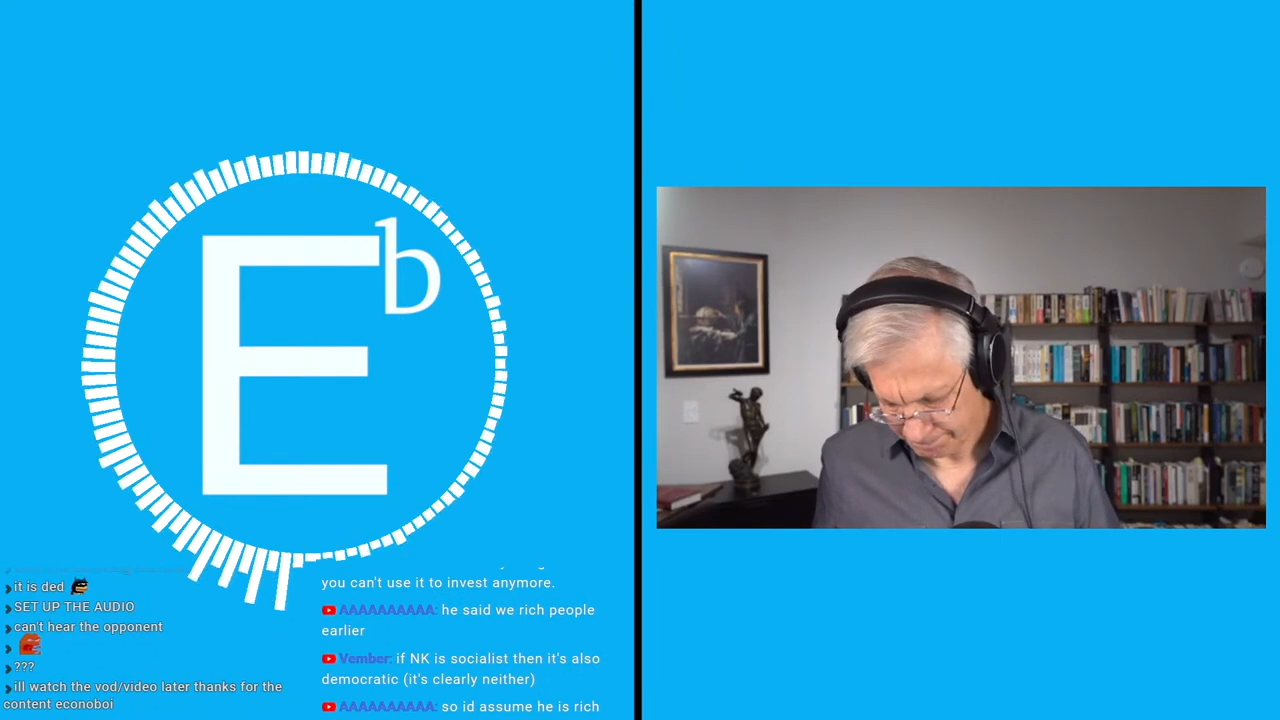 E
b
it is ded
SET UP THE AUDIO
can't hear the opponent
???
ill watch the vod/video later thanks for the
content econoboi
you can't use it to invest anymore.
AAAAAAAAAA: he said we rich people
earlier
Vember: if NK is socialist then it's also
democratic (it's clearly neither)
AAAAAAAAAA: so id assume he is rich